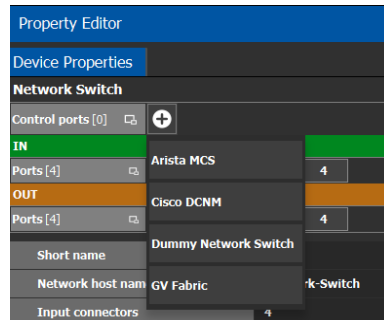 Property Editor
Device Properties
Network Switch
Control ports [0]
IN
Arista MCS
Ports [4] 4
OUT
Cisco DCNM
Ports [4] 4
Dummy Network Switch
Short name
Network host nam GV Fabric rk-Switch
Input connectors 4